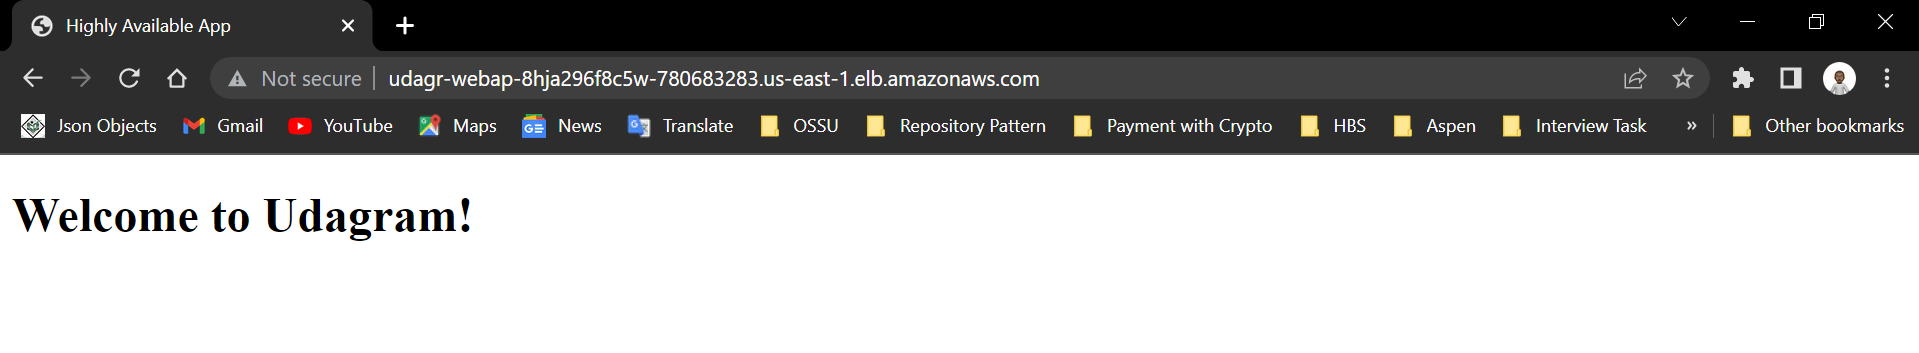 Highly Available App
Not secure udagr-webap-8hja296f8c5w-780683283.us-east-1.elb.amazonaws.com
Json Objects Gmail YouTube Maps News Translate OSSU Repository Pattern Payment with Crypto HBS Aspen Interview Task » Other bookmarks
Welcome to Udagram!